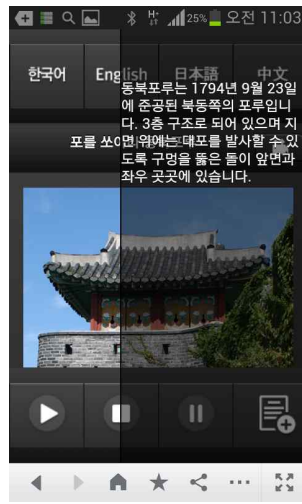 25% 오전 11:03
한국어 English 日本語 中文
동북포루는 1794년 9월 23일
에 준공된 북동쪽의 포루입니
다. 3층 구조로 되어 있으며 지
포를 쏘아
면 위에는 대포를 발사할 수 있
도록 구멍을 뚫은 돌이 앞면과
좌우 곳곳에 있습니다.